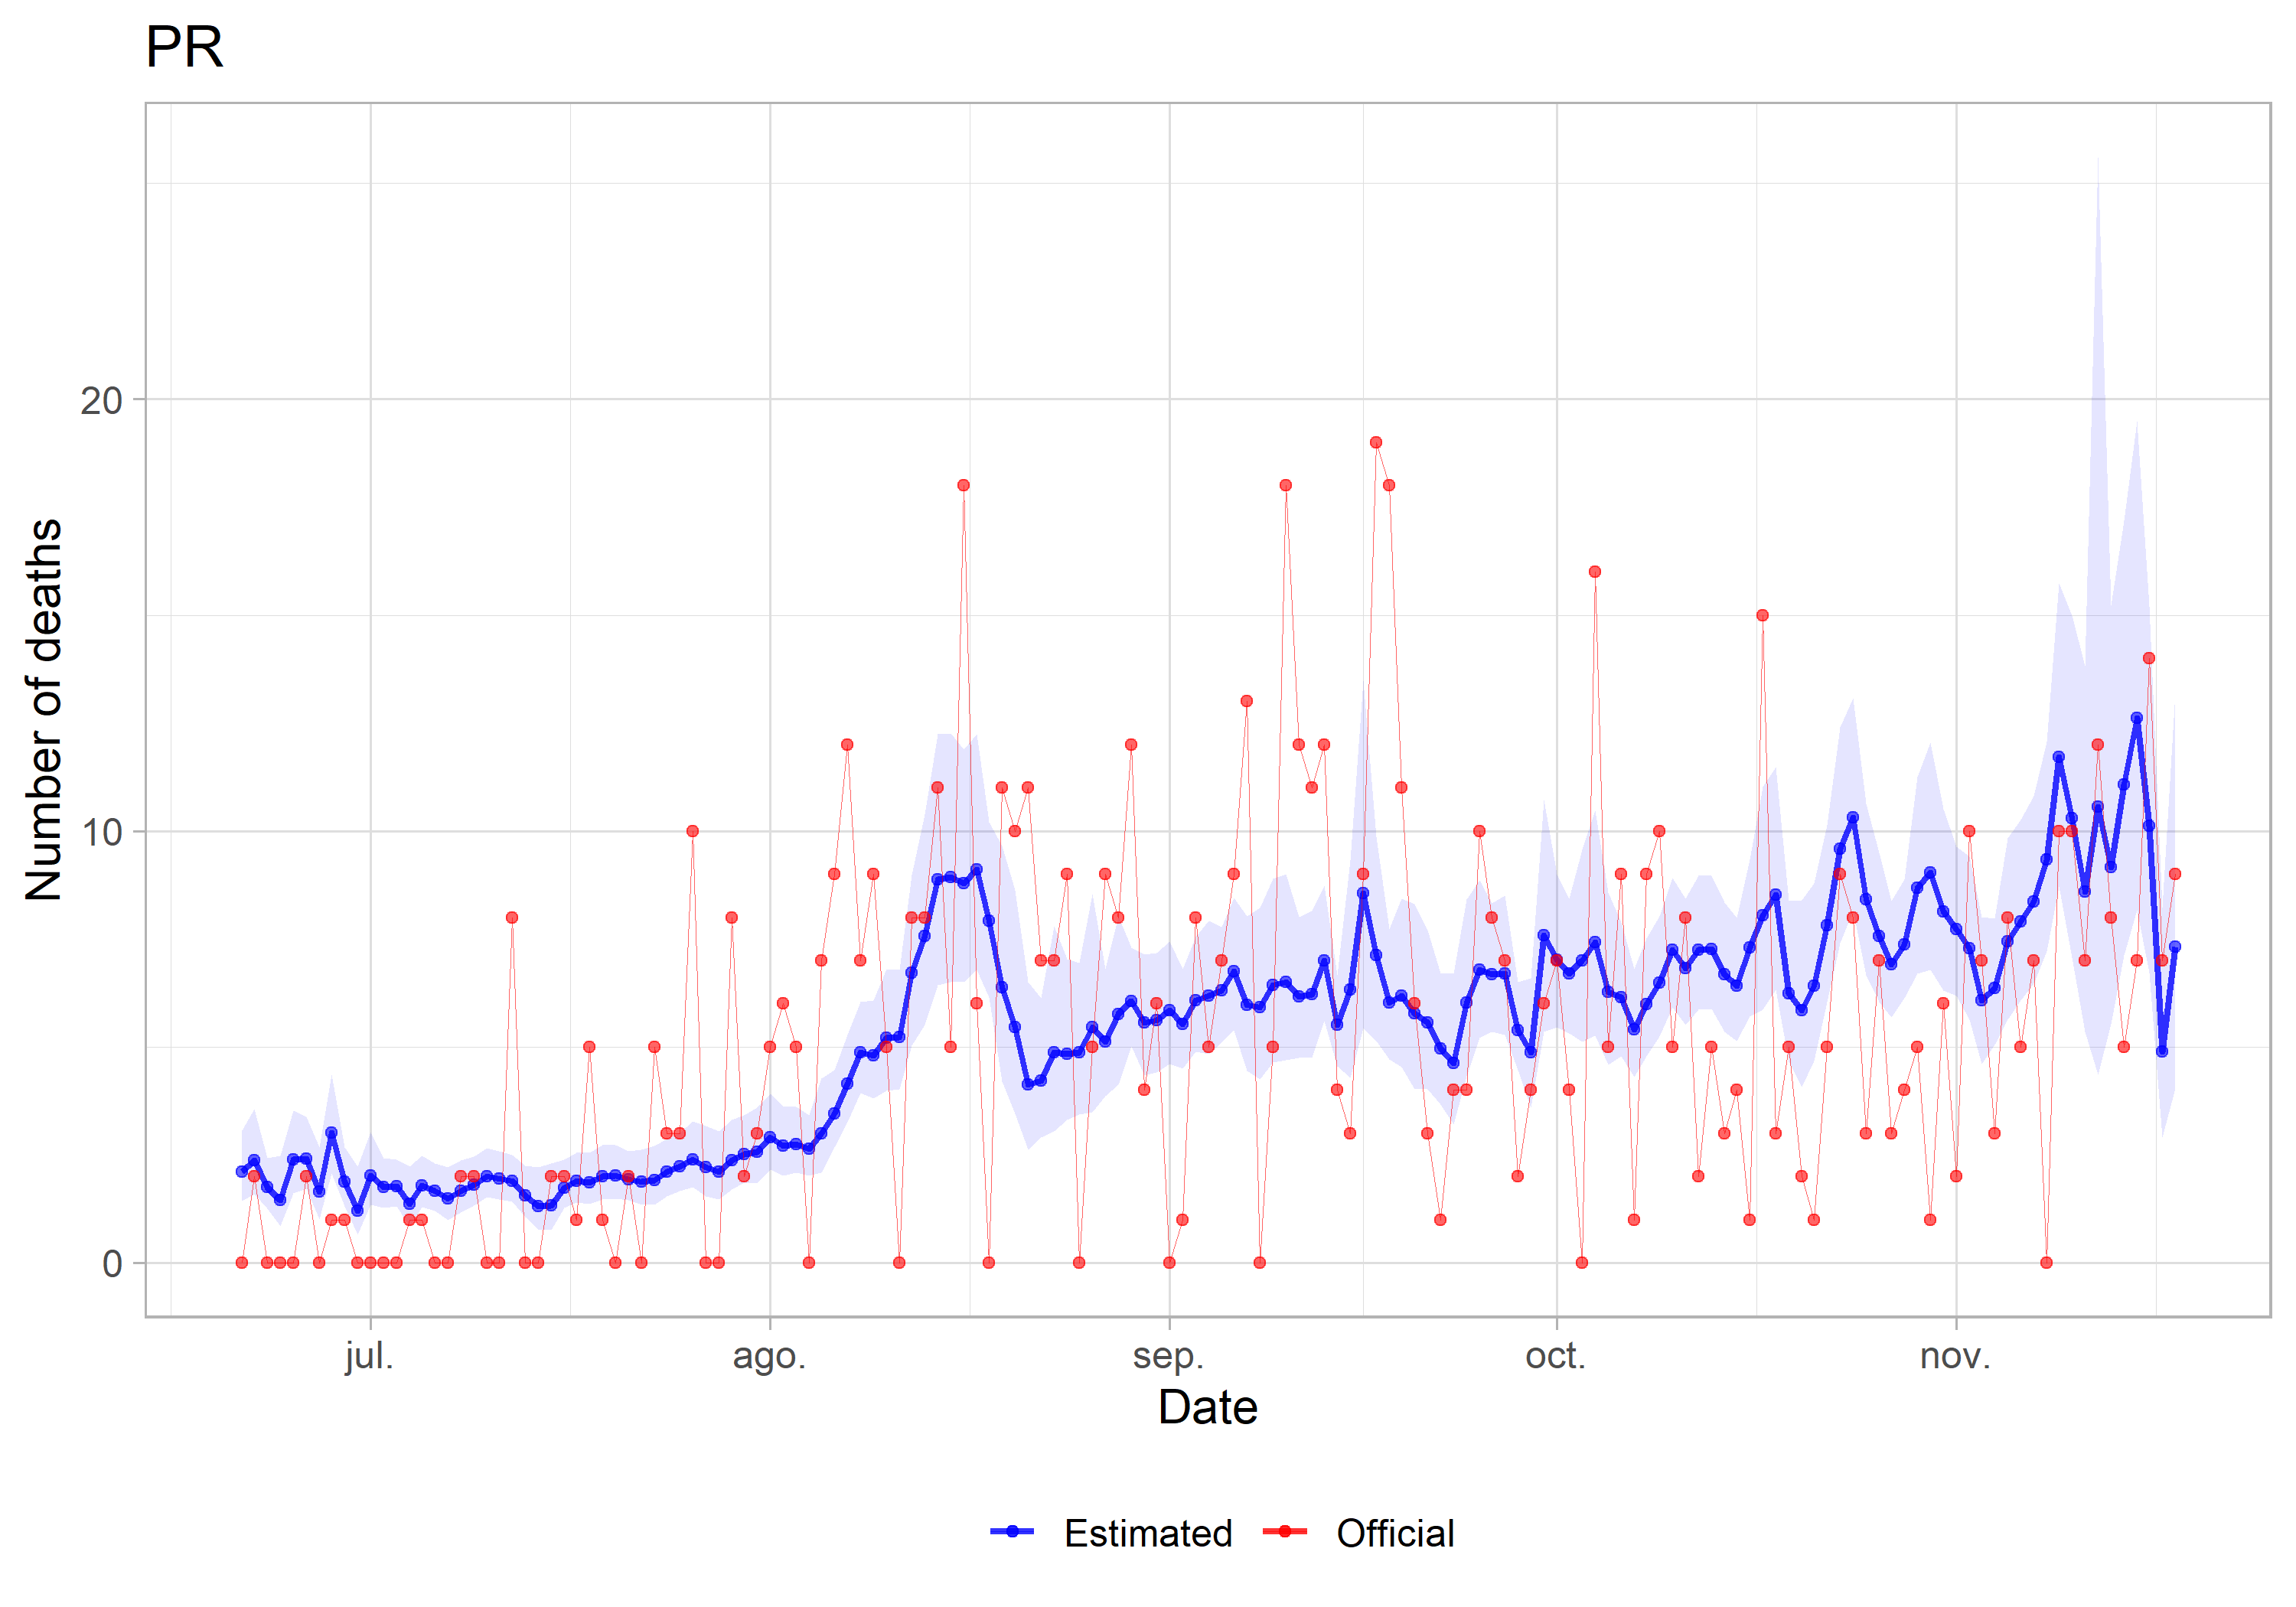 PR
Number of deaths
20
10
0
jul.
ago.
sep.
oct.
nov.
Date
Estimated
Official